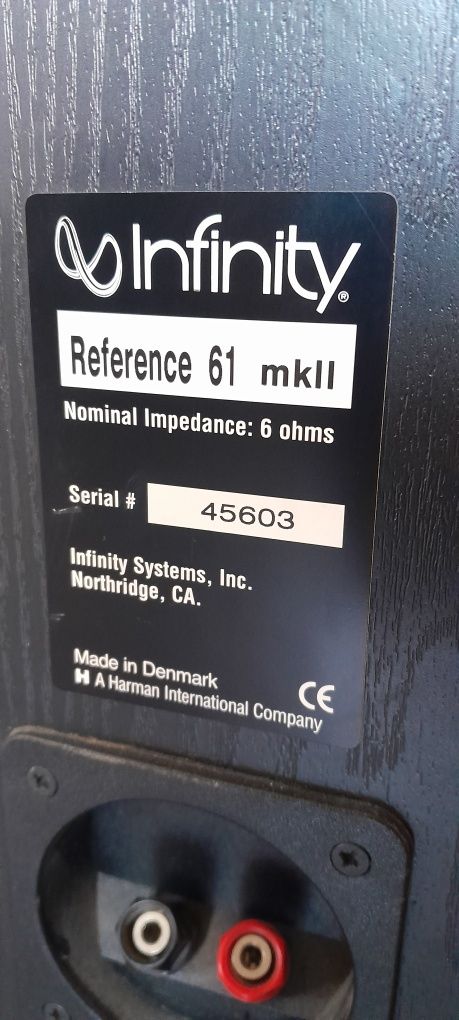 Infinity®
Reference 61 mkII
Nominal Impedance: 6 ohms
Serial # 45603
Infinity Systems, Inc.
Northridge, CA.
Made in Denmark
H A Harman International Company
CE